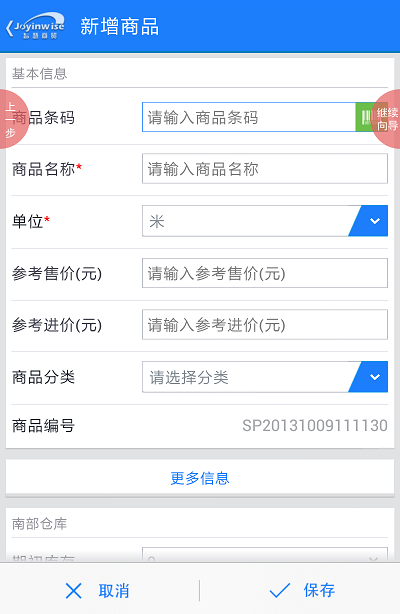 Joyinwise
智慧商贸
新增商品
基本信息
上一步
继续向导
商品条码
请输入商品条码
商品名称*
请输入商品名称
单位*
米
参考售价(元)
请输入参考售价(元)
参考进价(元)
请输入参考进价(元)
商品分类
请选择分类
商品编号
SP20131009111130
更多信息
南部仓库
期初库存
0
取消
保存